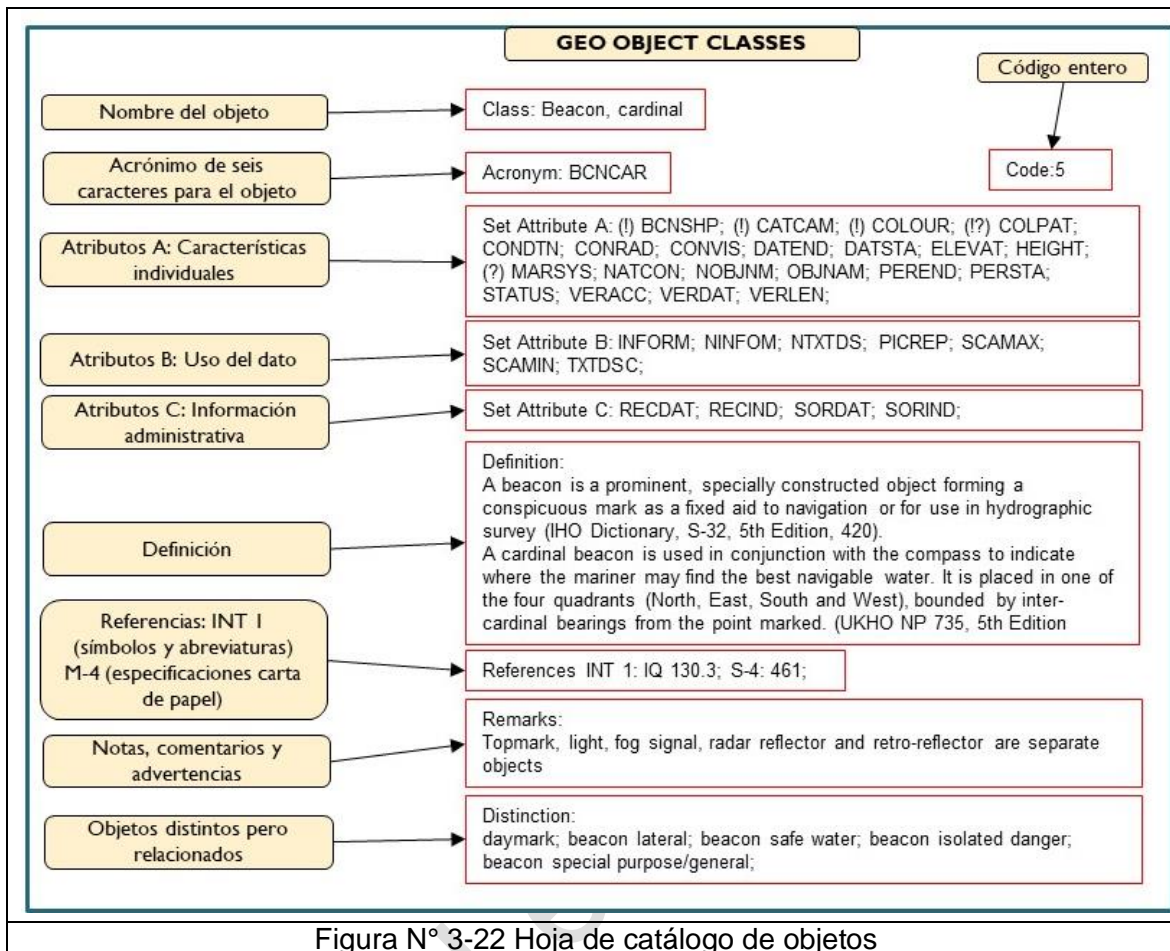 GEO OBJECT CLASSES
Código entero
Nombre del objeto
Class: Beacon, cardinal
Acrónimo de seis
caracteres para el objeto
Acronym: BCNCAR
Code:5
Atributos A: Características
individuales
Set Attribute A: (!) BCNSHP; (!) CATCAM; (!) COLOUR; (!?) COLPAT;
CONDTN; CONRAD; CONVIS; DATEND; DATSTA; ELEVAT; HEIGHT;
(?) MARSYS; NATCON; NOBJNM; OBJNAM; PEREND; PERSTA;
STATUS; VERACC; VERDAT; VERLEN;
Atributos B: Uso del dato
Set Attribute B: INFORM; NINFOM; NTXTDS; PICREP; SCAMAX;
SCAMIN; TXTDSC;
Atributos C: Información
administrativa
Set Attribute C: RECDAT; RECIND; SORDAT; SORIND;
Definición
Definition:
A beacon is a prominent, specially constructed object forming a
conspicuous mark as a fixed aid to navigation or for use in hydrographic
survey (IHO Dictionary, S-32, 5th Edition, 420).
A cardinal beacon is used in conjunction with the compass to indicate
where the mariner may find the best navigable water. It is placed in one of
the four quadrants (North, East, South and West), bounded by inter-
cardinal bearings from the point marked. (UKHO NP 735, 5th Edition
Referencias: INT 1
(símbolos y abreviaturas)
M-4 (especificaciones carta
de papel)
References INT 1: IQ 130.3; S-4: 461;
Notas, comentarios y
advertencias
Remarks:
Topmark, light, fog signal, radar reflector and retro-reflector are separate
objects
Objetos distintos pero
relacionados
Distinction:
daymark; beacon lateral; beacon safe water; beacon isolated danger;
beacon special purpose/general;
Figura N° 3-22 Hoja de catálogo de objetos